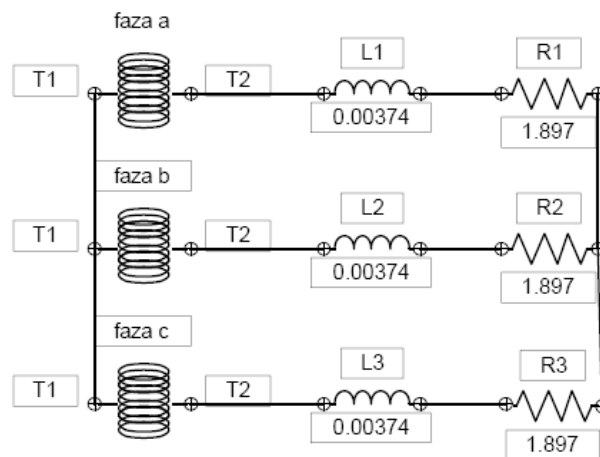 faza a
T1
T2
L1
0.00374
R1
1.897
faza b
T1
T2
L2
0.00374
R2
1.897
faza c
T1
T2
L3
0.00374
R3
1.897